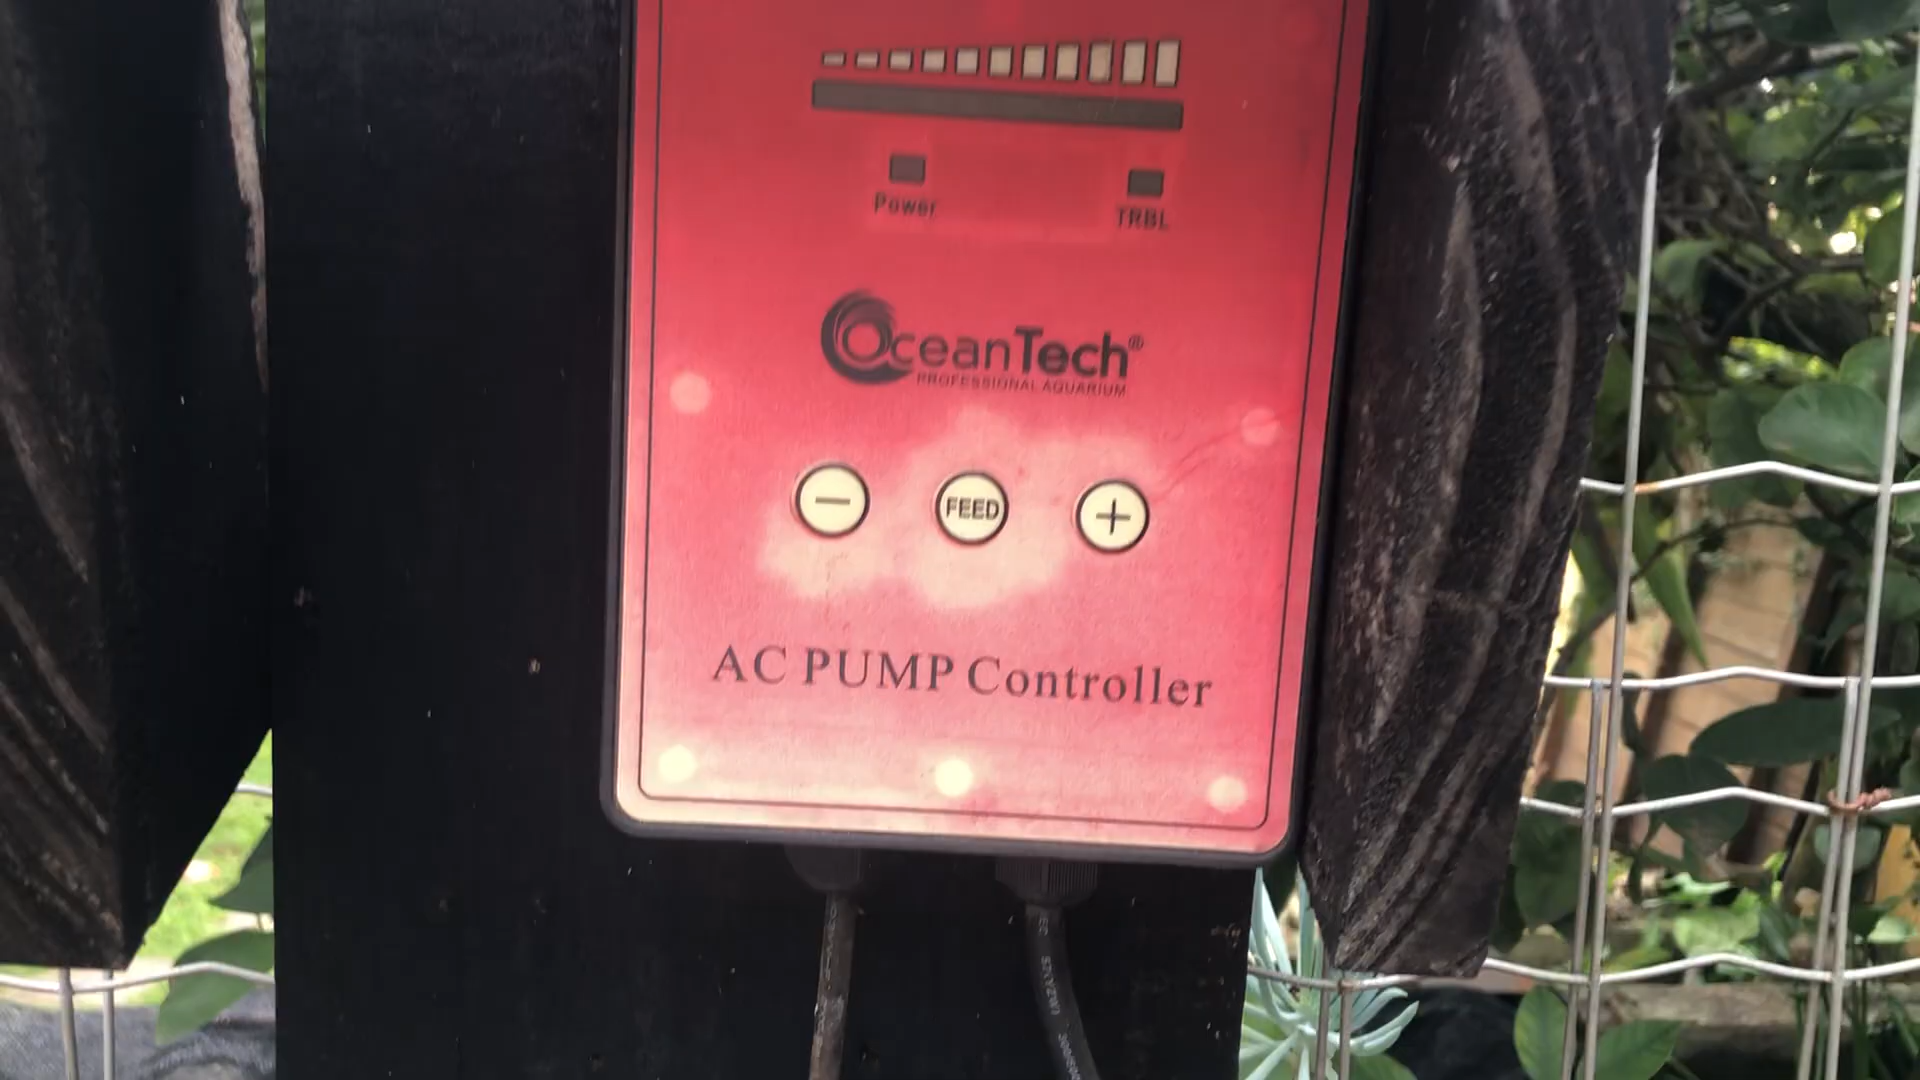 Power
TRBL
OceanTech®
PROFESSIONAL AQUARIUM
−
FEED
+
AC PUMP Controller